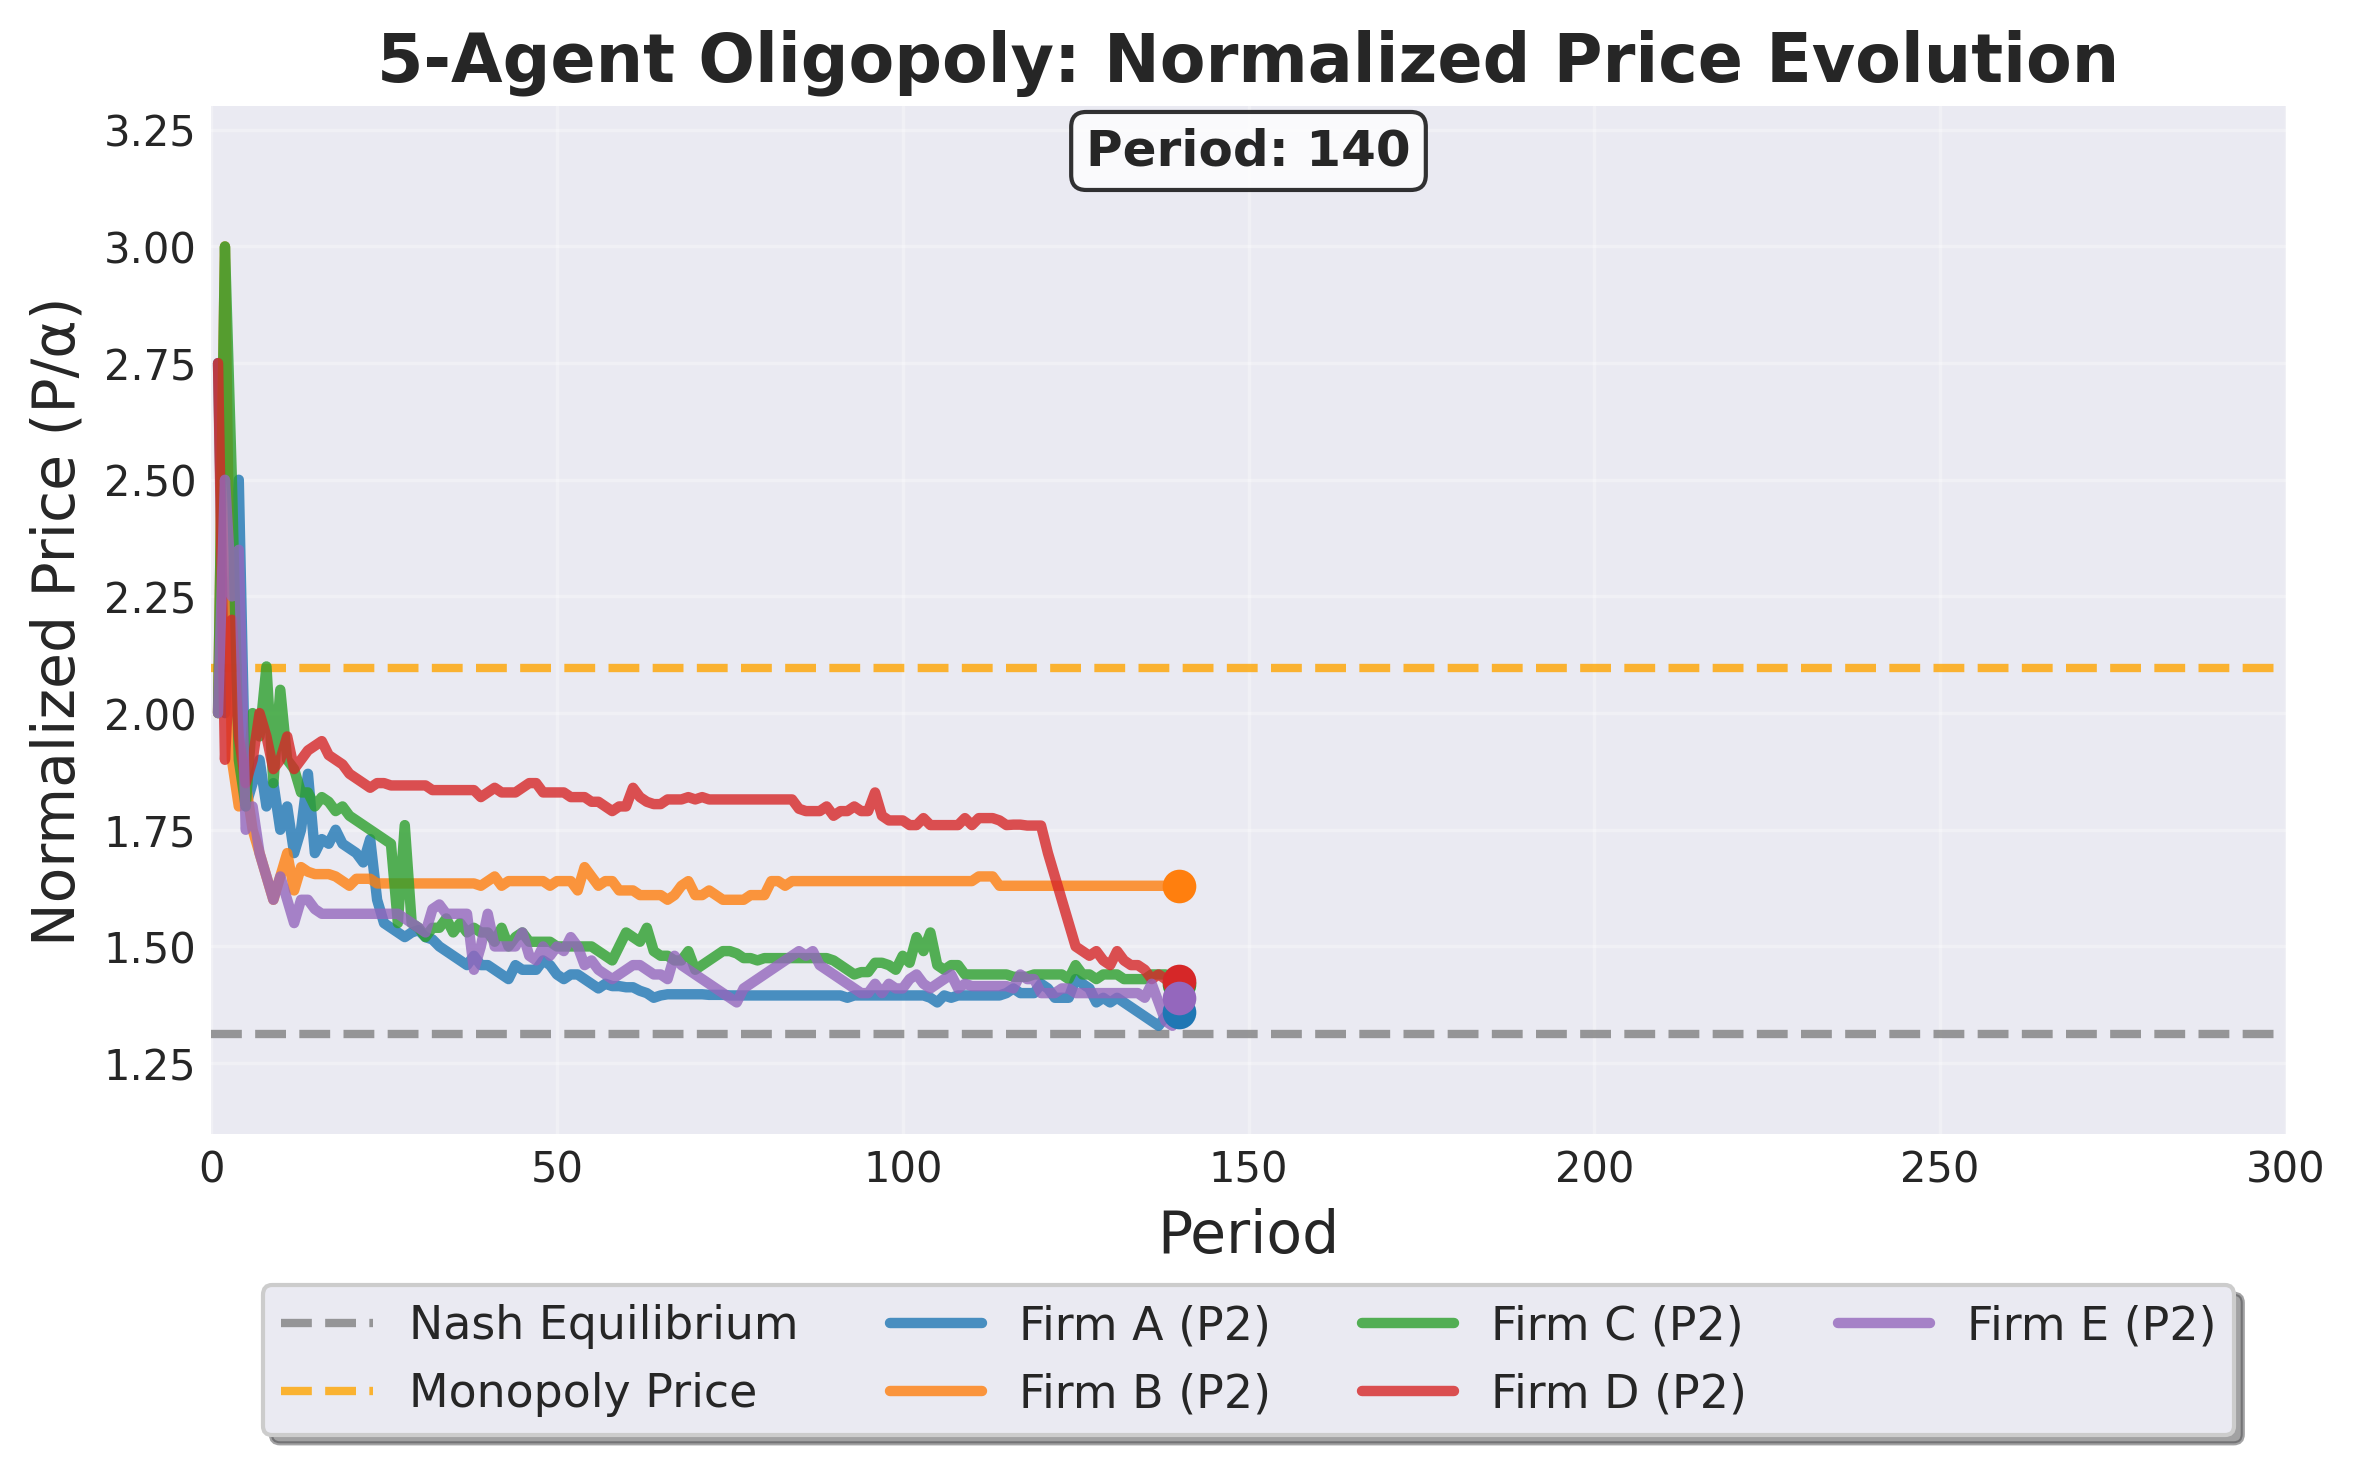 5-Agent Oligopoly: Normalized Price Evolution
Period: 140
Normalized Price (P/α)
3.25
3.00
2.75
2.50
2.25
2.00
1.75
1.50
1.25
0 50 100 150 200 250 300
Period
Nash Equilibrium Firm A (P2) Firm C (P2) Firm E (P2)
Monopoly Price Firm B (P2) Firm D (P2)